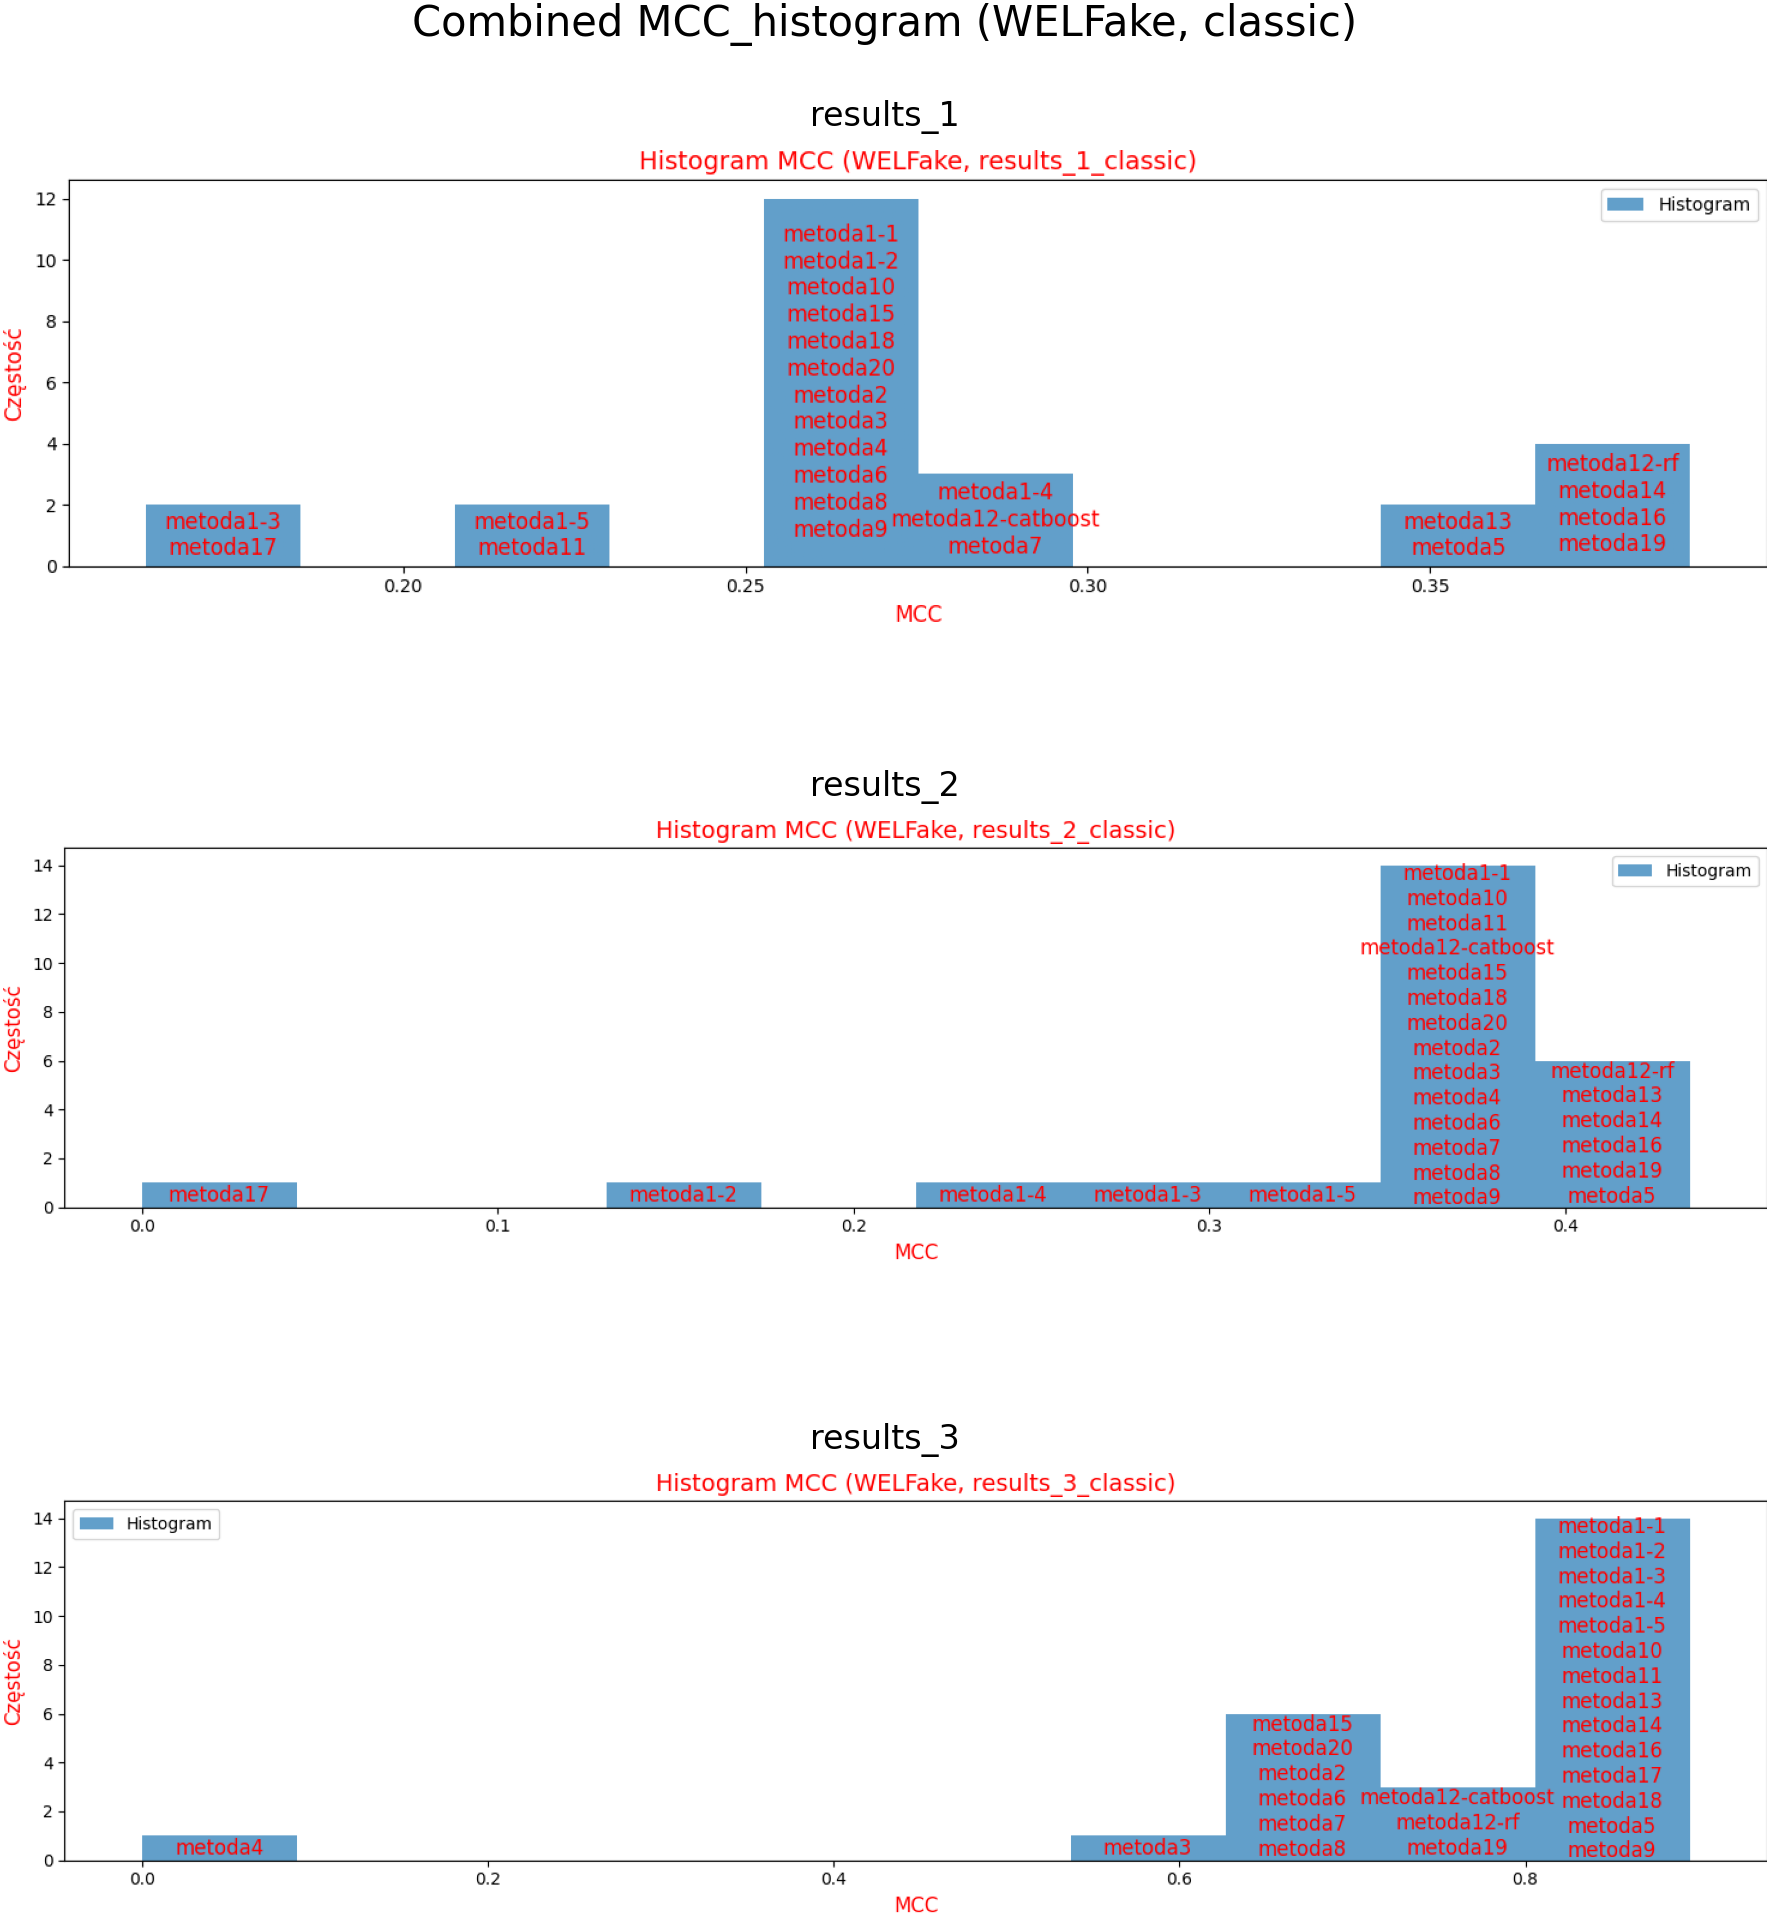 Combined MCC_histogram (WELFake, classic)
results_1
Histogram MCC (WELFake, results_1_classic)
Histogram
Częstość
12
10
8
6
4
2
0
metoda1-3
metoda17
metoda1-5
metoda11
metoda1-1
metoda1-2
metoda10
metoda15
metoda18
metoda20
metoda2
metoda3
metoda4
metoda6
metoda8
metoda9
metoda1-4
metoda12-catboost
metoda7
metoda13
metoda5
metoda12-rf
metoda14
metoda16
metoda19
0.20 0.25 0.30 0.35
MCC
results_2
Histogram MCC (WELFake, results_2_classic)
Histogram
Częstość
14
12
10
8
6
4
2
0
metoda17
metoda1-2
metoda1-4
metoda1-3
metoda1-5
metoda1-1
metoda10
metoda11
metoda12-catboost
metoda15
metoda18
metoda20
metoda2
metoda3
metoda4
metoda6
metoda7
metoda8
metoda9
metoda12-rf
metoda13
metoda14
metoda16
metoda19
metoda5
0.0 0.1 0.2 0.3 0.4
MCC
results_3
Histogram MCC (WELFake, results_3_classic)
Histogram
Częstość
14
12
10
8
6
4
2
0
metoda4
metoda3
metoda15
metoda20
metoda2
metoda6
metoda7
metoda8
metoda12-catboost
metoda12-rf
metoda19
metoda1-1
metoda1-2
metoda1-3
metoda1-4
metoda1-5
metoda10
metoda11
metoda13
metoda14
metoda16
metoda17
metoda18
metoda5
metoda9
0.0 0.2 0.4 0.6 0.8
MCC